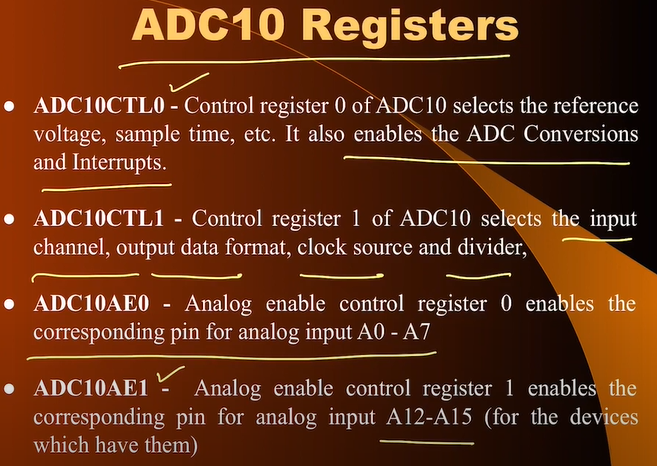 ADC10 Registers
● ADC10CTL0 - Control register 0 of ADC10 selects the reference
voltage, sample time, etc. It also enables the ADC Conversions
and Interrupts.
● ADC10CTL1 - Control register 1 of ADC10 selects the input
channel, output data format, clock source and divider,
● ADC10AE0 - Analog enable control register 0 enables the
corresponding pin for analog input A0 - A7
● ADC10AE1 - Analog enable control register 1 enables the
corresponding pin for analog input A12-A15 (for the devices
which have them)